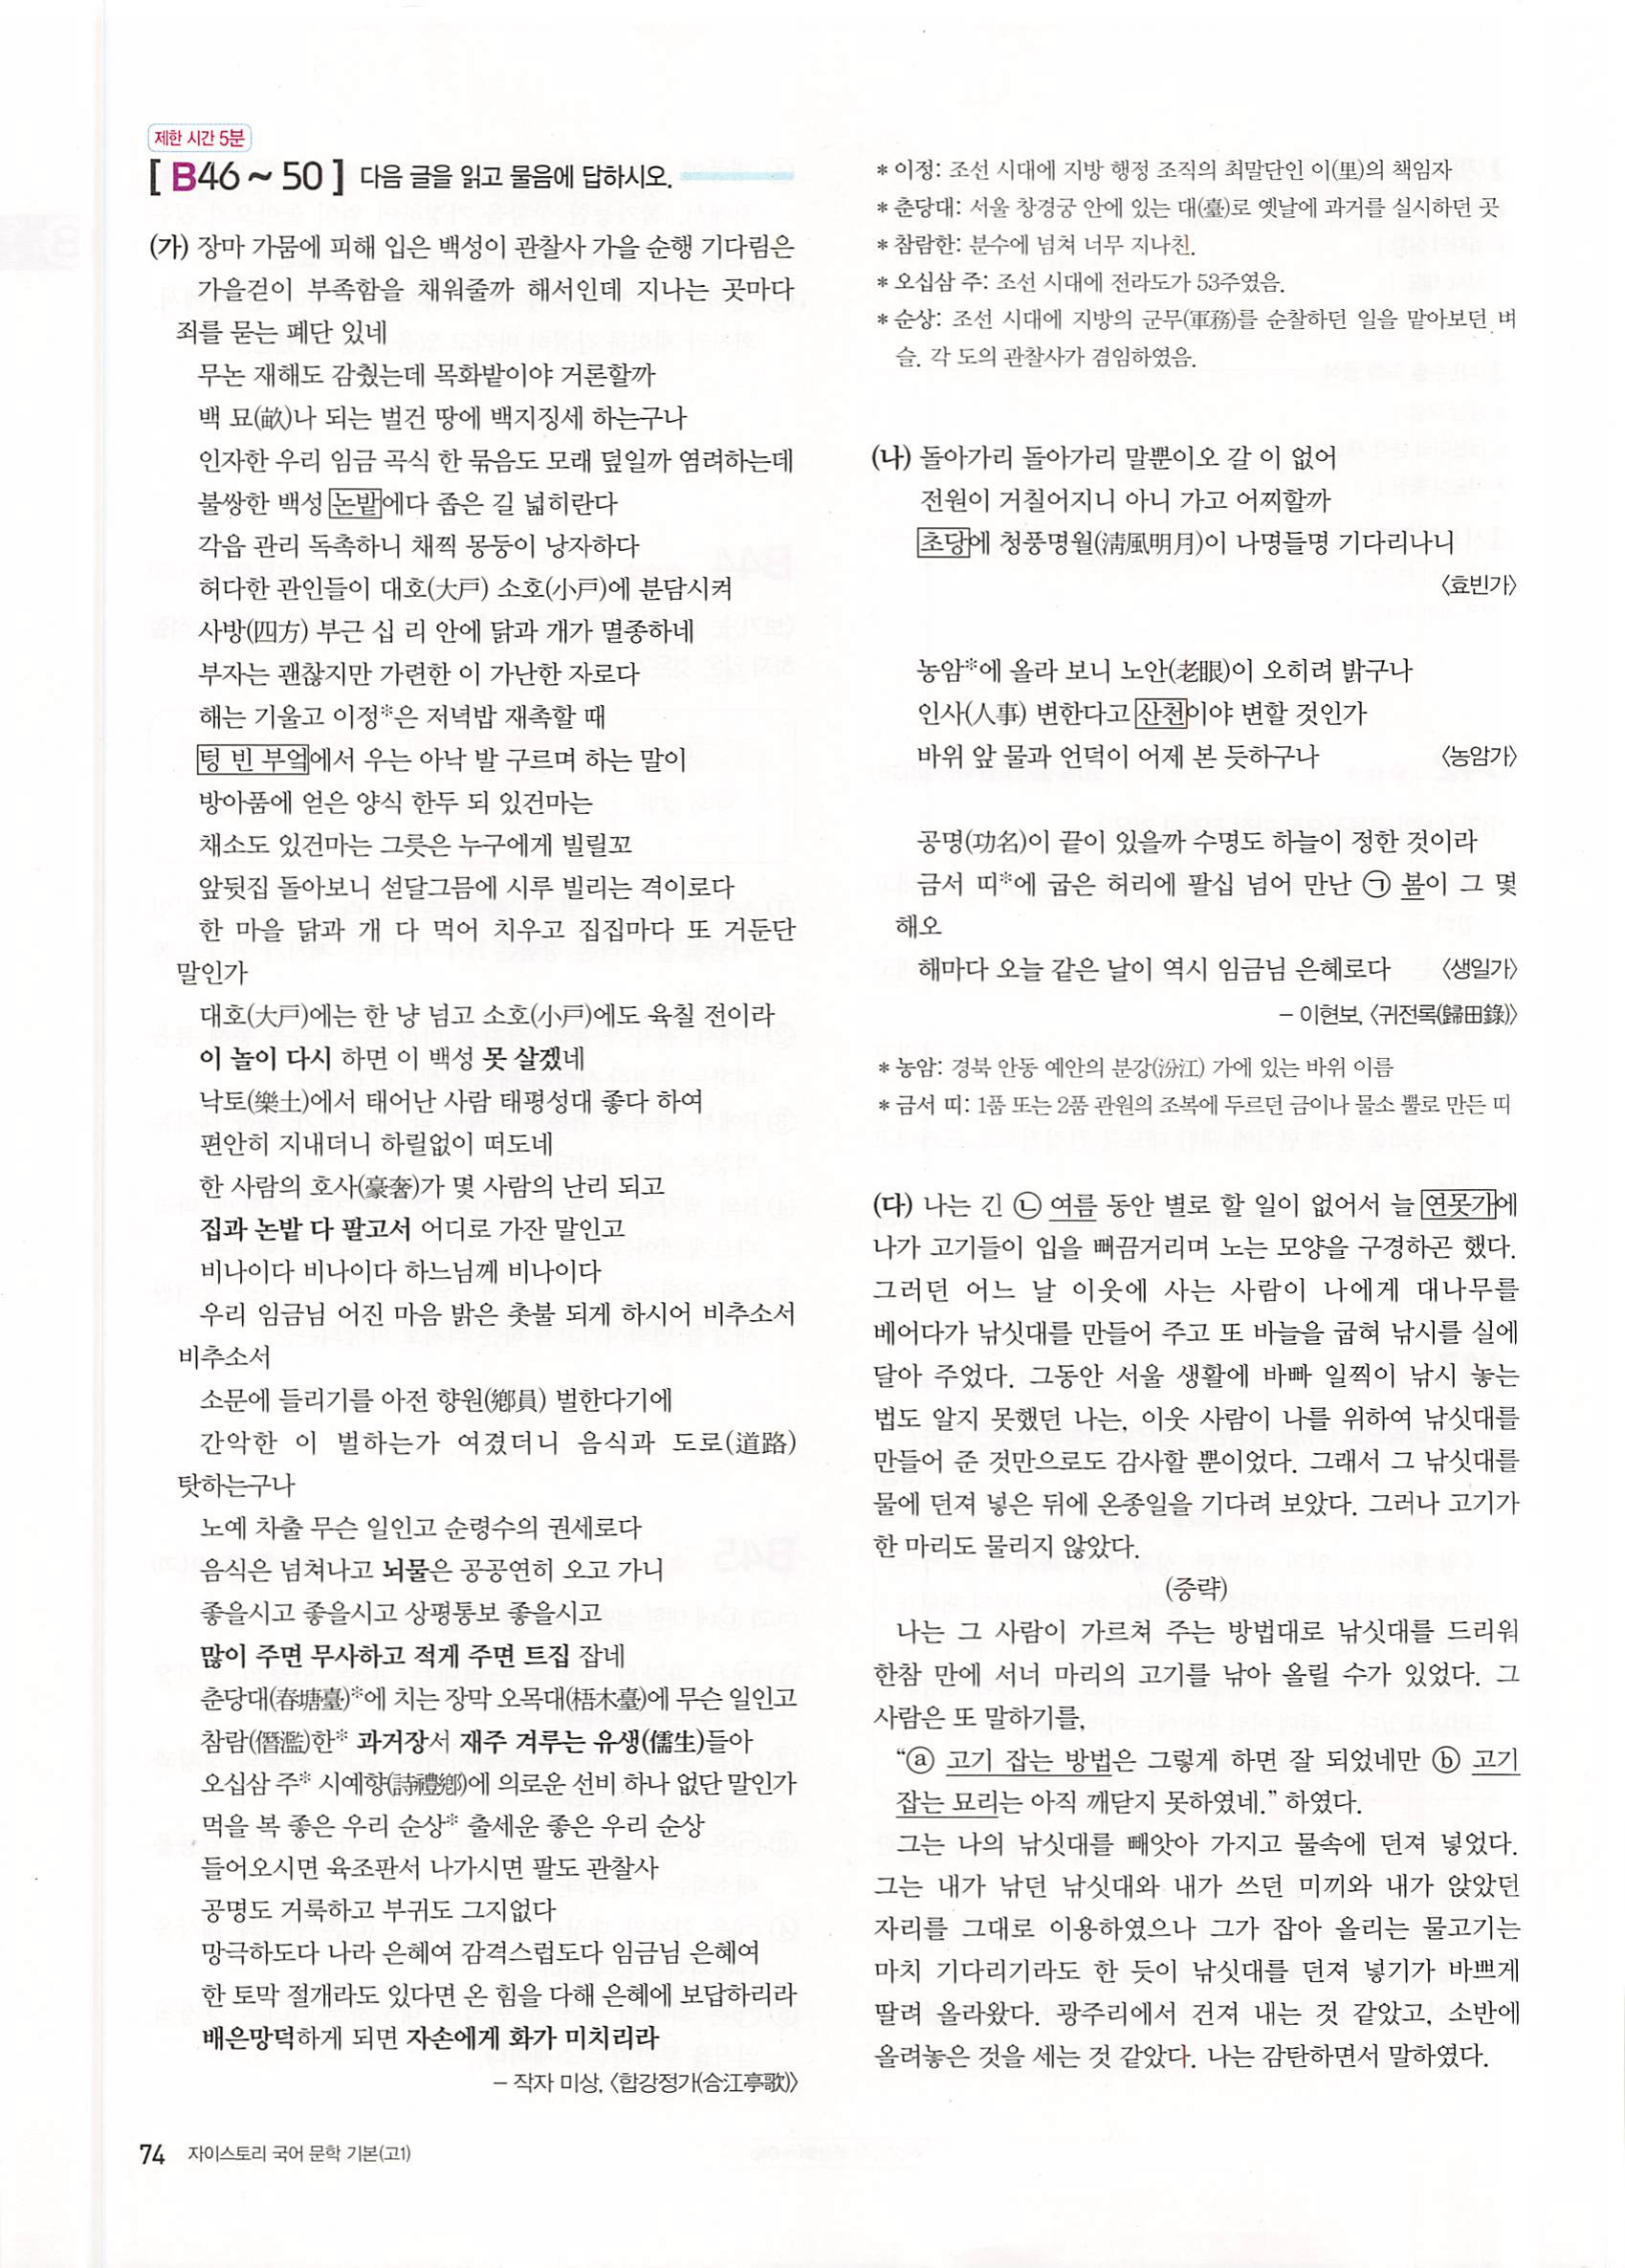 제한 시간 5분
[ B46 ~ 50 ] 다음 글을 읽고 물음에 답하시오.
(가) 장마 가뭄에 피해 입은 백성이 관찰사 가을 순행 기다림은
가을걷이 부족함을 채워줄까 해서인데 지나는 곳마다
죄를 묻는 폐단 있네
무논 재해도 감췄는데 목화밭이야 거론할까
백 묘(畝)나 되는 벌건 땅에 백지징세 하는구나
인자한 우리 임금 곡식 한 묶음도 모래 덮일까 염려하는데
불쌍한 백성 논밭에다 좁은 길 넓히란다
각읍 관리 독촉하니 채찍 몽둥이 낭자하다
허다한 관인들이 대호(大戶) 소호(小戶)에 분담시켜
사방(四方) 부근 십 리 안에 닭과 개가 멸종하네
부자는 괜찮지만 가련한 이 가난한 자로다
해는 기울고 이정*은 저녁밥 재촉할 때
텅 빈 부엌에서 우는 아낙 발 구르며 하는 말이
방아품에 얻은 양식 한두 되 있건마는
채소도 있건마는 그릇은 누구에게 빌릴꼬
앞뒷집 돌아보니 섣달그믐에 시루 빌리는 격이로다
한 마을 닭과 개 다 먹어 치우고 집집마다 또 거둔단
말인가
대호(大戶)에는 한 냥 넘고 소호(小戶)에도 육칠 전이라
이 놀이 다시 하면 이 백성 못 살겠네
낙토(樂土)에서 태어난 사람 태평성대 좋다 하여
편안히 지내더니 하릴없이 떠도네
한 사람의 호사(豪奢)가 몇 사람의 난리 되고
집과 논밭 다 팔고서 어디로 가잔 말인고
비나이다 비나이다 하느님께 비나이다
우리 임금님 어진 마음 밝은 촛불 되게 하시어 비추소서
비추소서
소문에 들리기를 아전 향원(鄕員) 벌한다기에
간악한 이 벌하는가 여겼더니 음식과 도로(道路)
탓하는구나
노예 차출 무슨 일인고 순령수의 권세로다
음식은 넘쳐나고 뇌물은 공공연히 오고 가니
좋을시고 좋을시고 상평통보 좋을시고
많이 주면 무사하고 적게 주면 트집 잡네
춘당대(春塘臺)*에 치는 장막 오목대(梧木臺)에 무슨 일인고
참람(僭濫)한* 과거장서 재주 겨루는 유생(儒生)들아
오십삼 주* 시예향(詩禮鄕)에 의로운 선비 하나 없단 말인가
먹을 복 좋은 우리 순상* 출세운 좋은 우리 순상
들어오시면 육조판서 나가시면 팔도 관찰사
공명도 거룩하고 부귀도 그지없다
망극하도다 나라 은혜여 감격스럽도다 임금님 은혜여
한 토막 절개라도 있다면 온 힘을 다해 은혜에 보답하리라
배은망덕하게 되면 자손에게 화가 미치리라
– 작자 미상, 〈합강정가(合江亭歌)〉
74 자이스토리 국어 문학 기본(고1)
* 이정: 조선 시대에 지방 행정 조직의 최말단인 이(里)의 책임자
* 춘당대: 서울 창경궁 안에 있는 대(臺)로 옛날에 과거를 실시하던 곳
* 참람한: 분수에 넘쳐 너무 지나친.
* 오십삼 주: 조선 시대에 전라도가 53주였음.
* 순상: 조선 시대에 지방의 군무(軍務)를 순찰하던 일을 맡아보던 벼
슬. 각 도의 관찰사가 겸임하였음.
(나) 돌아가리 돌아가리 말뿐이오 갈 이 없어
전원이 거칠어지니 아니 가고 어찌할까
초당에 청풍명월(淸風明月)이 나명들명 기다리나니
〈효빈가〉
농암*에 올라 보니 노안(老眼)이 오히려 밝구나
인사(人事) 변한다고 산천이야 변할 것인가
바위 앞 물과 언덕이 어제 본 듯하구나 〈농암가〉
공명(功名)이 끝이 있을까 수명도 하늘이 정한 것이라
금서 띠*에 굽은 허리에 팔십 넘어 만난 ㉠ 봄이 그 몇
해오
해마다 오늘 같은 날이 역시 임금님 은혜로다 〈생일가〉
– 이현보, 〈귀전록(歸田錄)〉
* 농암: 경북 안동 예안의 분강(汾江) 가에 있는 바위 이름
* 금서 띠: 1품 또는 2품 관원의 조복에 두르던 금이나 물소 뿔로 만든 띠
(다) 나는 긴 ㉡ 여름 동안 별로 할 일이 없어서 늘 연못가에
나가 고기들이 입을 뻐끔거리며 노는 모양을 구경하곤 했다.
그러던 어느 날 이웃에 사는 사람이 나에게 대나무를
베어다가 낚싯대를 만들어 주고 또 바늘을 굽혀 낚시를 실에
달아 주었다. 그동안 서울 생활에 바빠 일찍이 낚시 놓는
법도 알지 못했던 나는, 이웃 사람이 나를 위하여 낚싯대를
만들어 준 것만으로도 감사할 뿐이었다. 그래서 그 낚싯대를
물에 던져 넣은 뒤에 온종일을 기다려 보았다. 그러나 고기가
한 마리도 물리지 않았다.
(중략)
나는 그 사람이 가르쳐 주는 방법대로 낚싯대를 드리워
한참 만에 서너 마리의 고기를 낚아 올릴 수가 있었다. 그
사람은 또 말하기를,
“ⓐ 고기 잡는 방법은 그렇게 하면 잘 되었네만 ⓑ 고기
잡는 묘리는 아직 깨닫지 못하였네.” 하였다.
그는 나의 낚싯대를 빼앗아 가지고 물속에 던져 넣었다.
그는 내가 낚던 낚싯대와 내가 쓰던 미끼와 내가 앉았던
자리를 그대로 이용하였으나 그가 잡아 올리는 물고기는
마치 기다리기라도 한 듯이 낚싯대를 던져 넣기가 바쁘게
딸려 올라왔다. 광주리에서 건져 내는 것 같았고, 소반에
올려놓은 것을 세는 것 같았다. 나는 감탄하면서 말하였다.